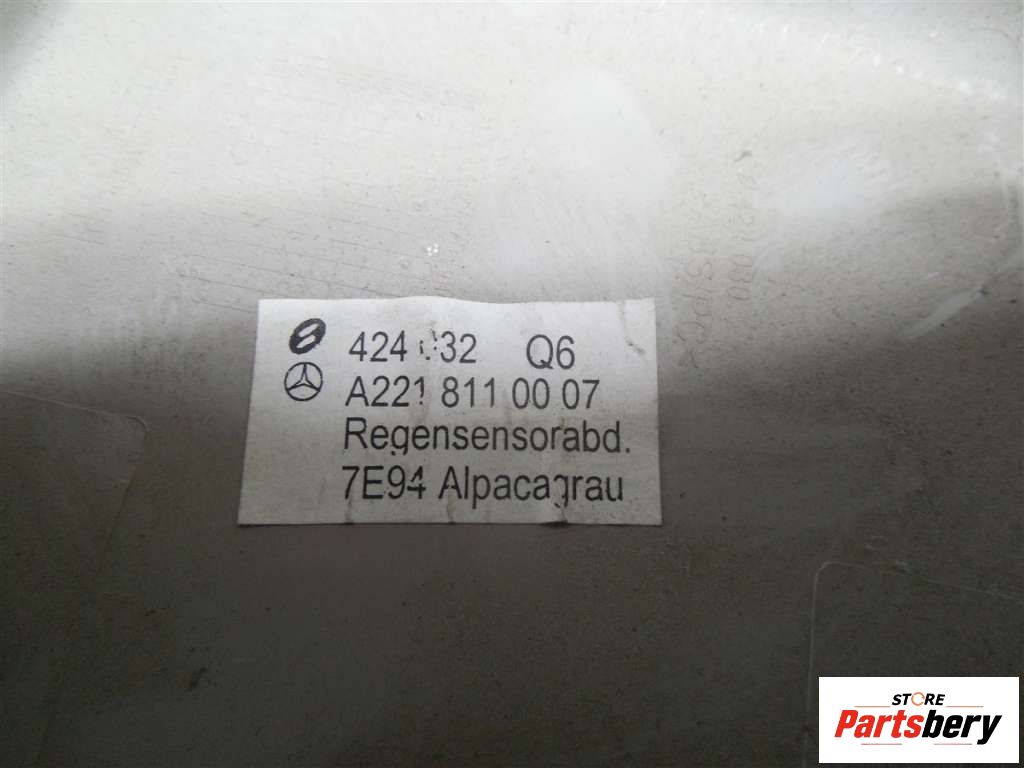 Q6
A221 811 00 07
Regensensorabd.
7E94 Alpacagrau
STORE
Partsbery